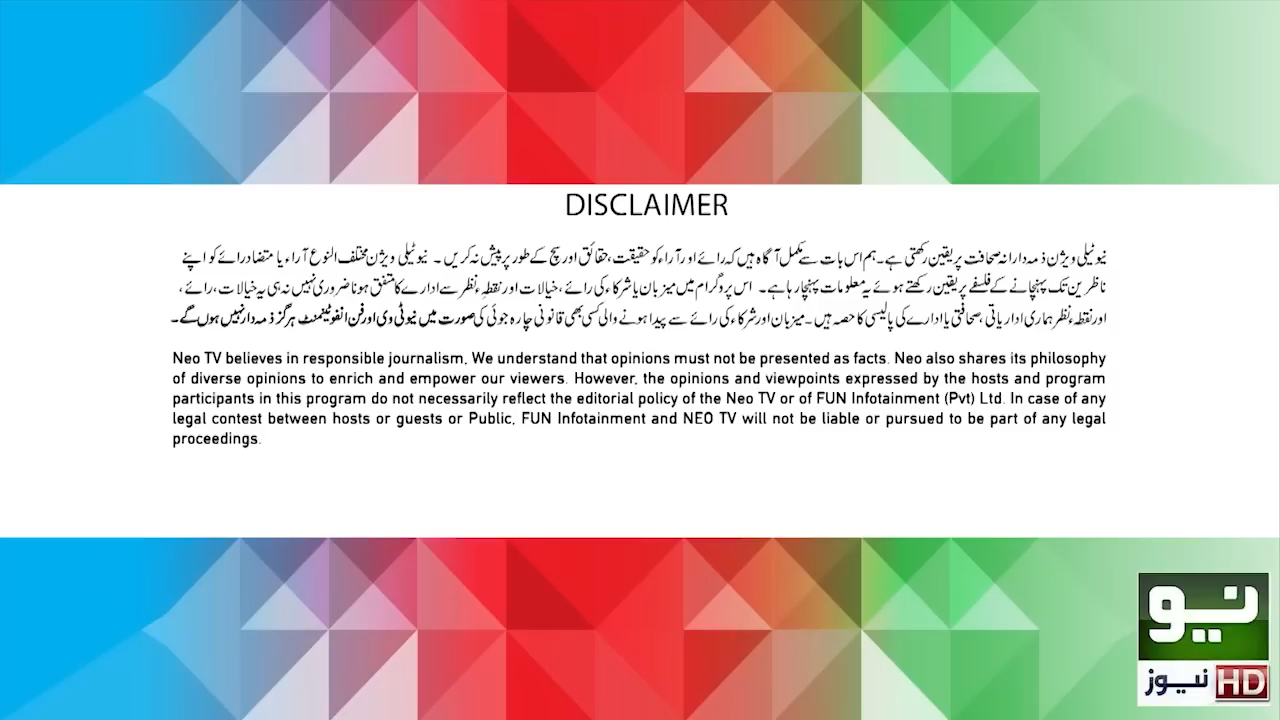 DISCLAIMER
نیو ٹیلی ویژن ذمہ دارانہ صحافت پر یقین رکھتی ہے۔ ہم اس بات سے مکمل آگاہ ہیں کہ رائے اور آراء کو حقیقت، حقائق اور سچ کے طور پر پیش نہ کریں ۔ نیو ٹیلی ویژن مختلف النوع آراء یا متضاد رائے کو اپنے
ناظرین تک پہنچانے کے فلسفے پر یقین رکھتے ہوئے یہ معلومات پہنچا رہا ہے۔ اس پروگرام میں میزبان یا شرکاء کی رائے، خیالات اور نقطہء نظر سے ادارے کا متفق ہونا ضروری نہیں نہ ہی یہ خیالات، رائے،
اور نقطہء نظر ہماری اداریاتی، صحافتی یا ادارے کی پالیسی کا حصہ ہیں ۔ میزبان اور شرکاء کی رائے سے پیدا ہونے والی کسی بھی قانونی چارہ جوئی کی صورت میں نیو ٹی وی اور فن انفوٹینمنٹ ہرگز ذمہ دار نہیں ہوں گے۔
Neo TV believes in responsible journalism, We understand that opinions must not be presented as facts. Neo also shares its philosophy
of diverse opinions to enrich and empower our viewers. However, the opinions and viewpoints expressed by the hosts and program
participants in this program do not necessarily reflect the editorial policy of the Neo TV or of FUN Infotainment (Pvt) Ltd. In case of any
legal contest between hosts or guests or Public, FUN Infotainment and NEO TV will not be liable or pursued to be part of any legal
proceedings.
نیو
نیوز HD